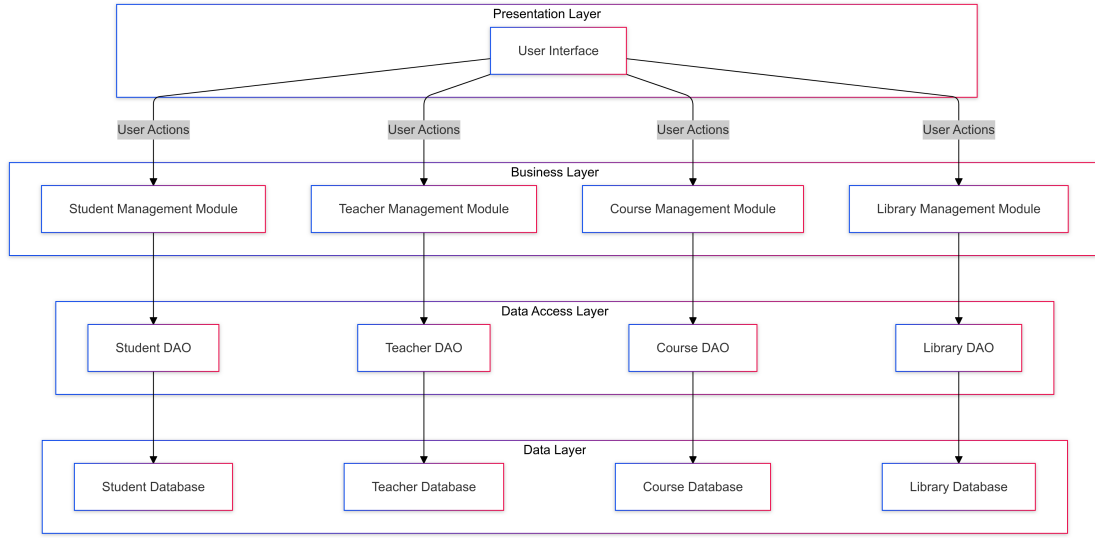 Presentation Layer
User Interface
User Actions
User Actions
User Actions
User Actions
Business Layer
Student Management Module
Teacher Management Module
Course Management Module
Library Management Module
Data Access Layer
Student DAO
Teacher DAO
Course DAO
Library DAO
Data Layer
Student Database
Teacher Database
Course Database
Library Database